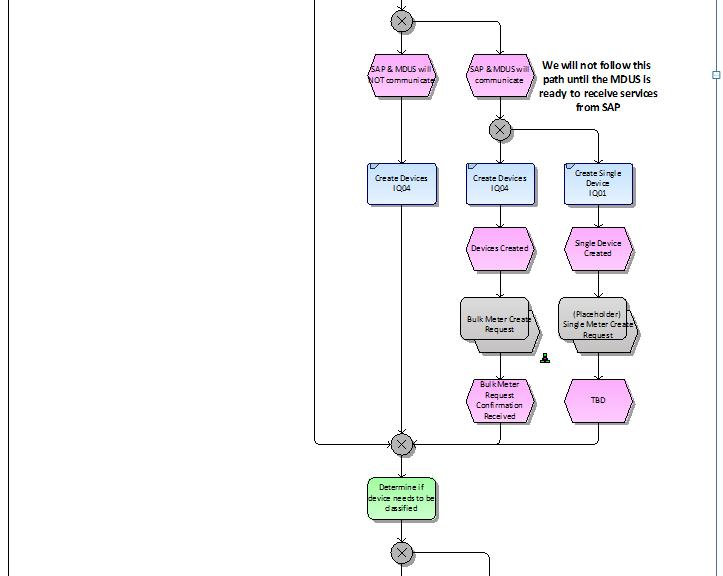 SAP & MDUS will
NOT communicate
SAP & MDUS will
communicate
We will not follow this
path until the MDUS is
ready to receive services
from SAP
Create Devices
IQ04
Create Devices
IQ04
Create Single
Device
IQ01
Devices Created
Single Device
Created
Bulk Meter Create
Request
(Placeholder)
Single Meter Create
Request
Bulk Meter
Request
Confirmation
Received
TBD
Determine if
device needs to be
classified